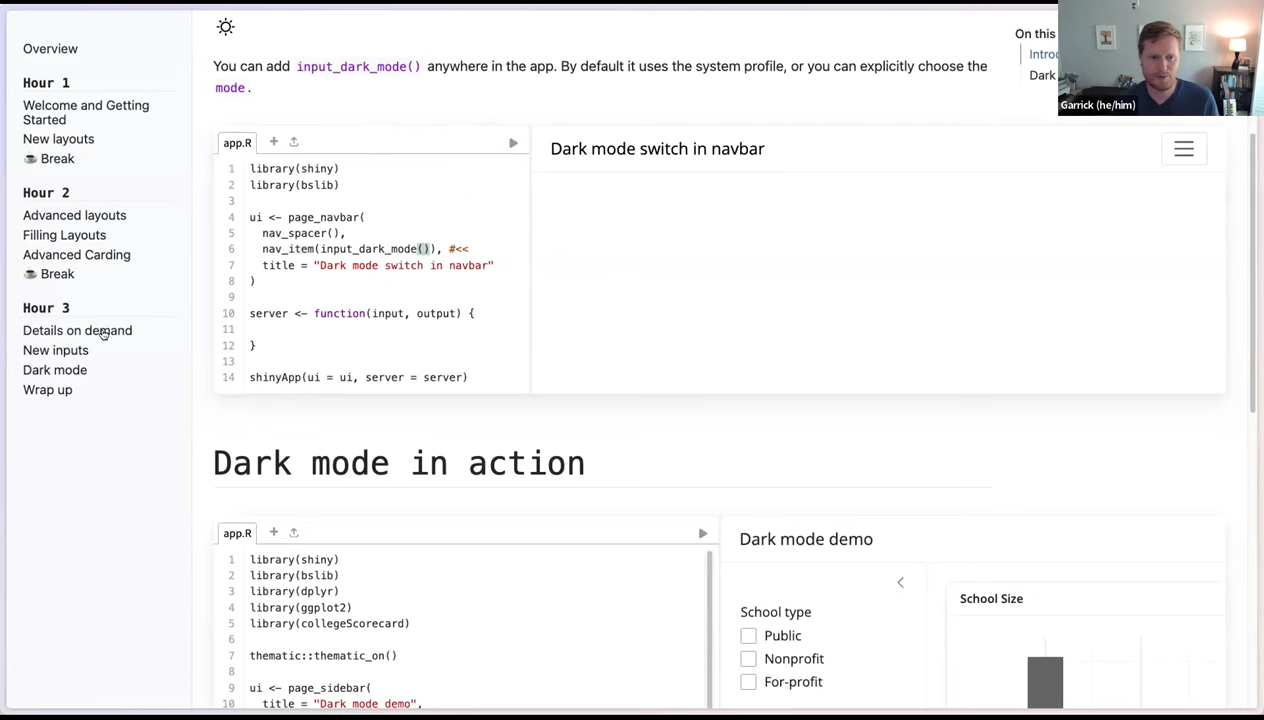 Overview
Hour 1
Welcome and Getting
Started
New layouts
Break
Hour 2
Advanced layouts
Filling Layouts
Advanced Carding
Break
Hour 3
Details on demand
New inputs
Dark mode
Wrap up
You can add input_dark_mode() anywhere in the app. By default it uses the system profile, or you can explicitly choose the
mode.
app.R
1 library(shiny)
2 library(bslib)
3
4 ui <- page_navbar(
5 nav_spacer(),
6 nav_item(input_dark_mode()), #<<
7 title = "Dark mode switch in navbar"
8 )
9
10 server <- function(input, output) {
11
12 }
13
14 shinyApp(ui = ui, server = server)
Dark mode switch in navbar
Dark mode in action
app.R
1 library(shiny)
2 library(bslib)
3 library(dplyr)
4 library(ggplot2)
5 library(collegeScorecard)
6
7 thematic::thematic_on()
8
9 ui <- page_sidebar(
10 title = "Dark mode demo",
Dark mode demo
School type
Public
Nonprofit
For-profit
School Size
On this
Introd
Dark
Garrick (he/him)